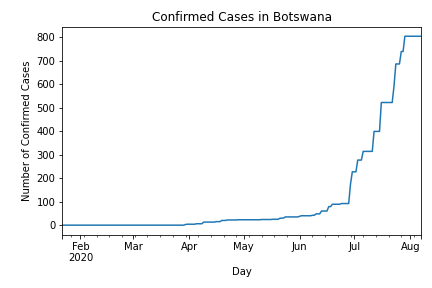 Confirmed Cases in Botswana
Number of Confirmed Cases
800
700
600
500
400
300
200
100
0
Feb Mar Apr May Jun Jul Aug
2020
Day